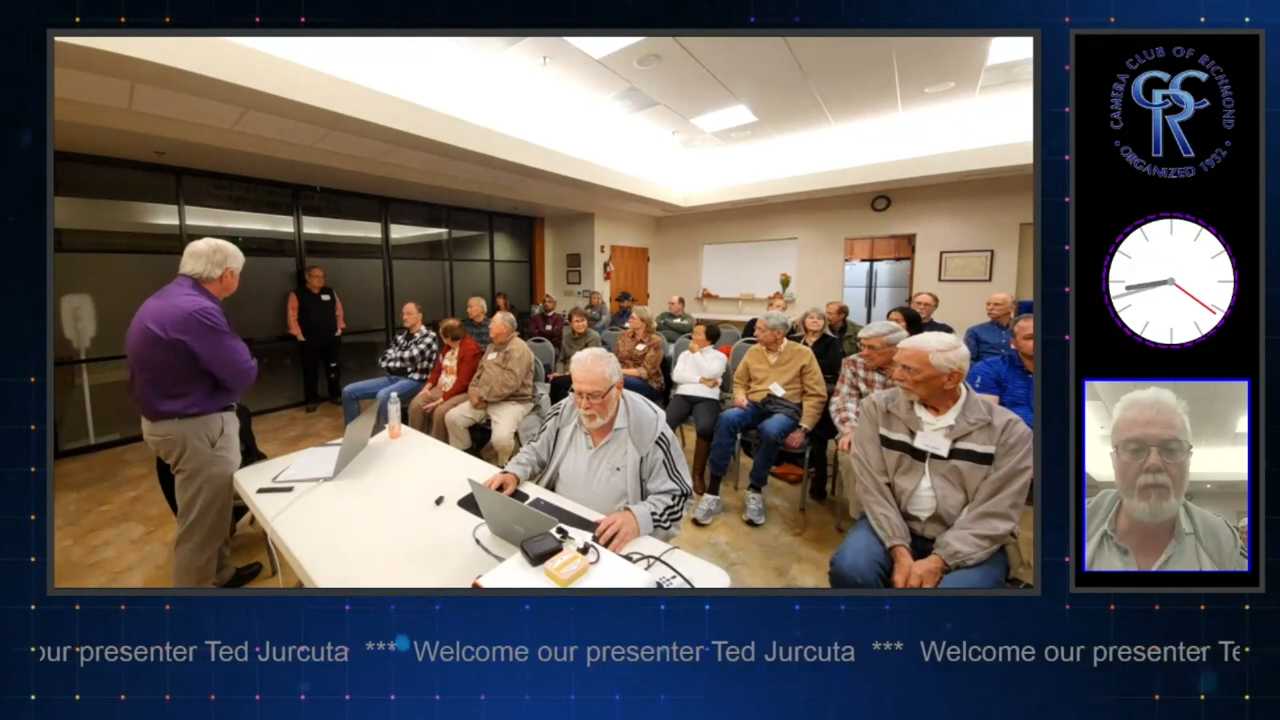 CAMERA CLUB OF RICHMOND
CCR
• ORGANIZED 1932 •
our presenter Ted Jurcuta *** Welcome our presenter Ted Jurcuta *** Welcome our presenter Te